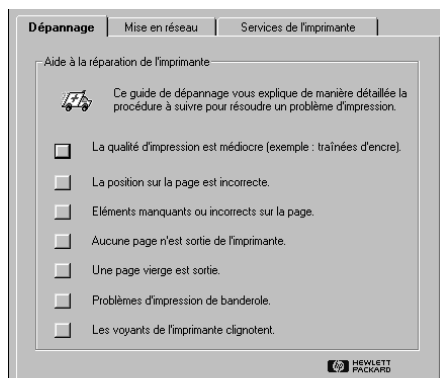 Dépannage
Mise en réseau
Services de l'imprimante
Aide à la réparation de l'imprimante
Ce guide de dépannage vous explique de manière détaillée la
procédure à suivre pour résoudre un problème d'impression.
La qualité d'impression est médiocre (exemple : traînées d'encre).
La position sur la page est incorrecte.
Eléments manquants ou incorrects sur la page.
Aucune page n'est sortie de l'imprimante.
Une page vierge est sortie.
Problèmes d'impression de banderole.
Les voyants de l'imprimante clignotent.
hp HEWLETT
PACKARD